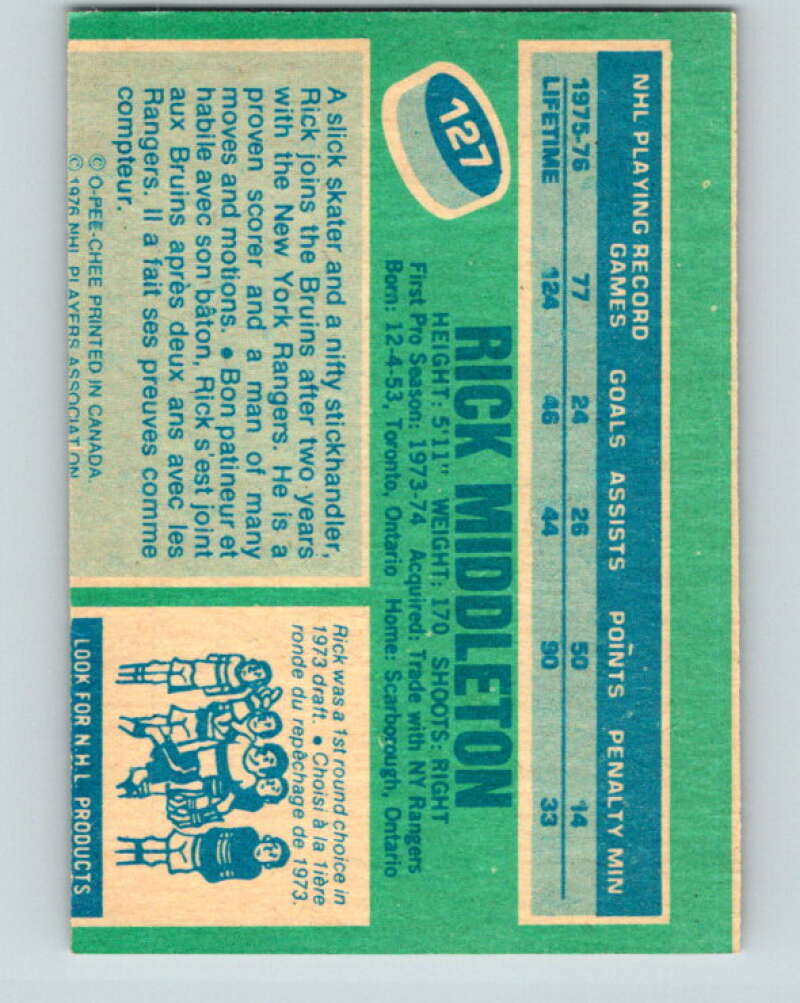 NHL PLAYING RECORD
GAMES GOALS ASSISTS POINTS PENALTY MIN
1975-76 77 24 26 50 14
LIFETIME 124 46 44 90 33
127
RICK MIDDLETON
HEIGHT: 5'11" WEIGHT: 170 SHOOTS: RIGHT
First Pro Season: 1973-74 Acquired: Trade with NY Rangers
Born: 12-4-53, Toronto, Ontario Home: Scarborough, Ontario
A slick skater and a nifty stickhandler,
Rick joins the Bruins after two years
with the New York Rangers. He is a
proven scorer and a man of many
moves and motions. • Bon patineur et
habile avec son bâton, Rick s'est joint
aux Bruins après deux ans avec les
Rangers. Il a fait ses preuves comme
compteur.
© O-PEE-CHEE PRINTED IN CANADA.
© 1976 NHL PLAYERS ASSOCIATION
Rick was a 1st round choice in
1973 draft. • Choisi à la 1ière
ronde du repêchage de 1973.
LOOK FOR N.H.L. PRODUCTS